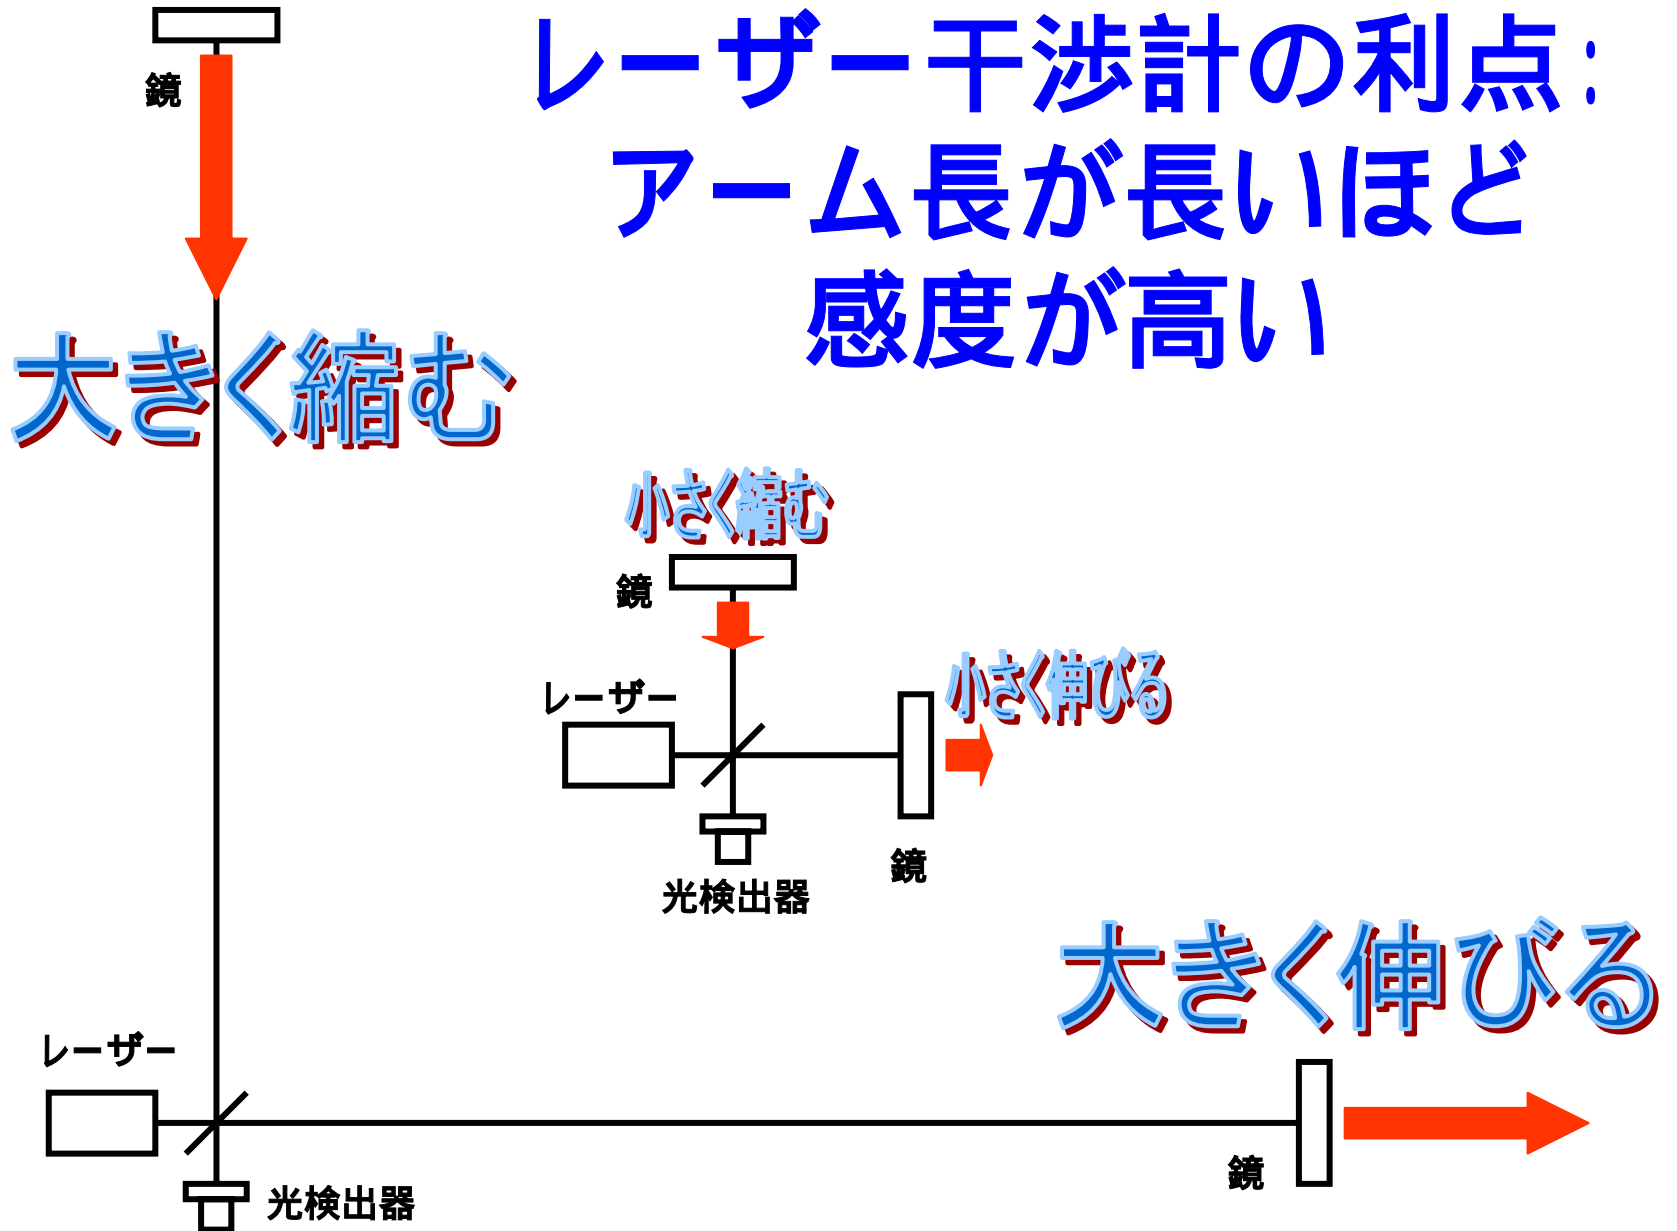 レーザー干渉計の利点:
アーム長が長いほど
感度が高い
鏡
大きく縮む
小さく縮む
鏡
小さく伸びる
レーザー
鏡
光検出器
大きく伸びる
レーザー
鏡
光検出器